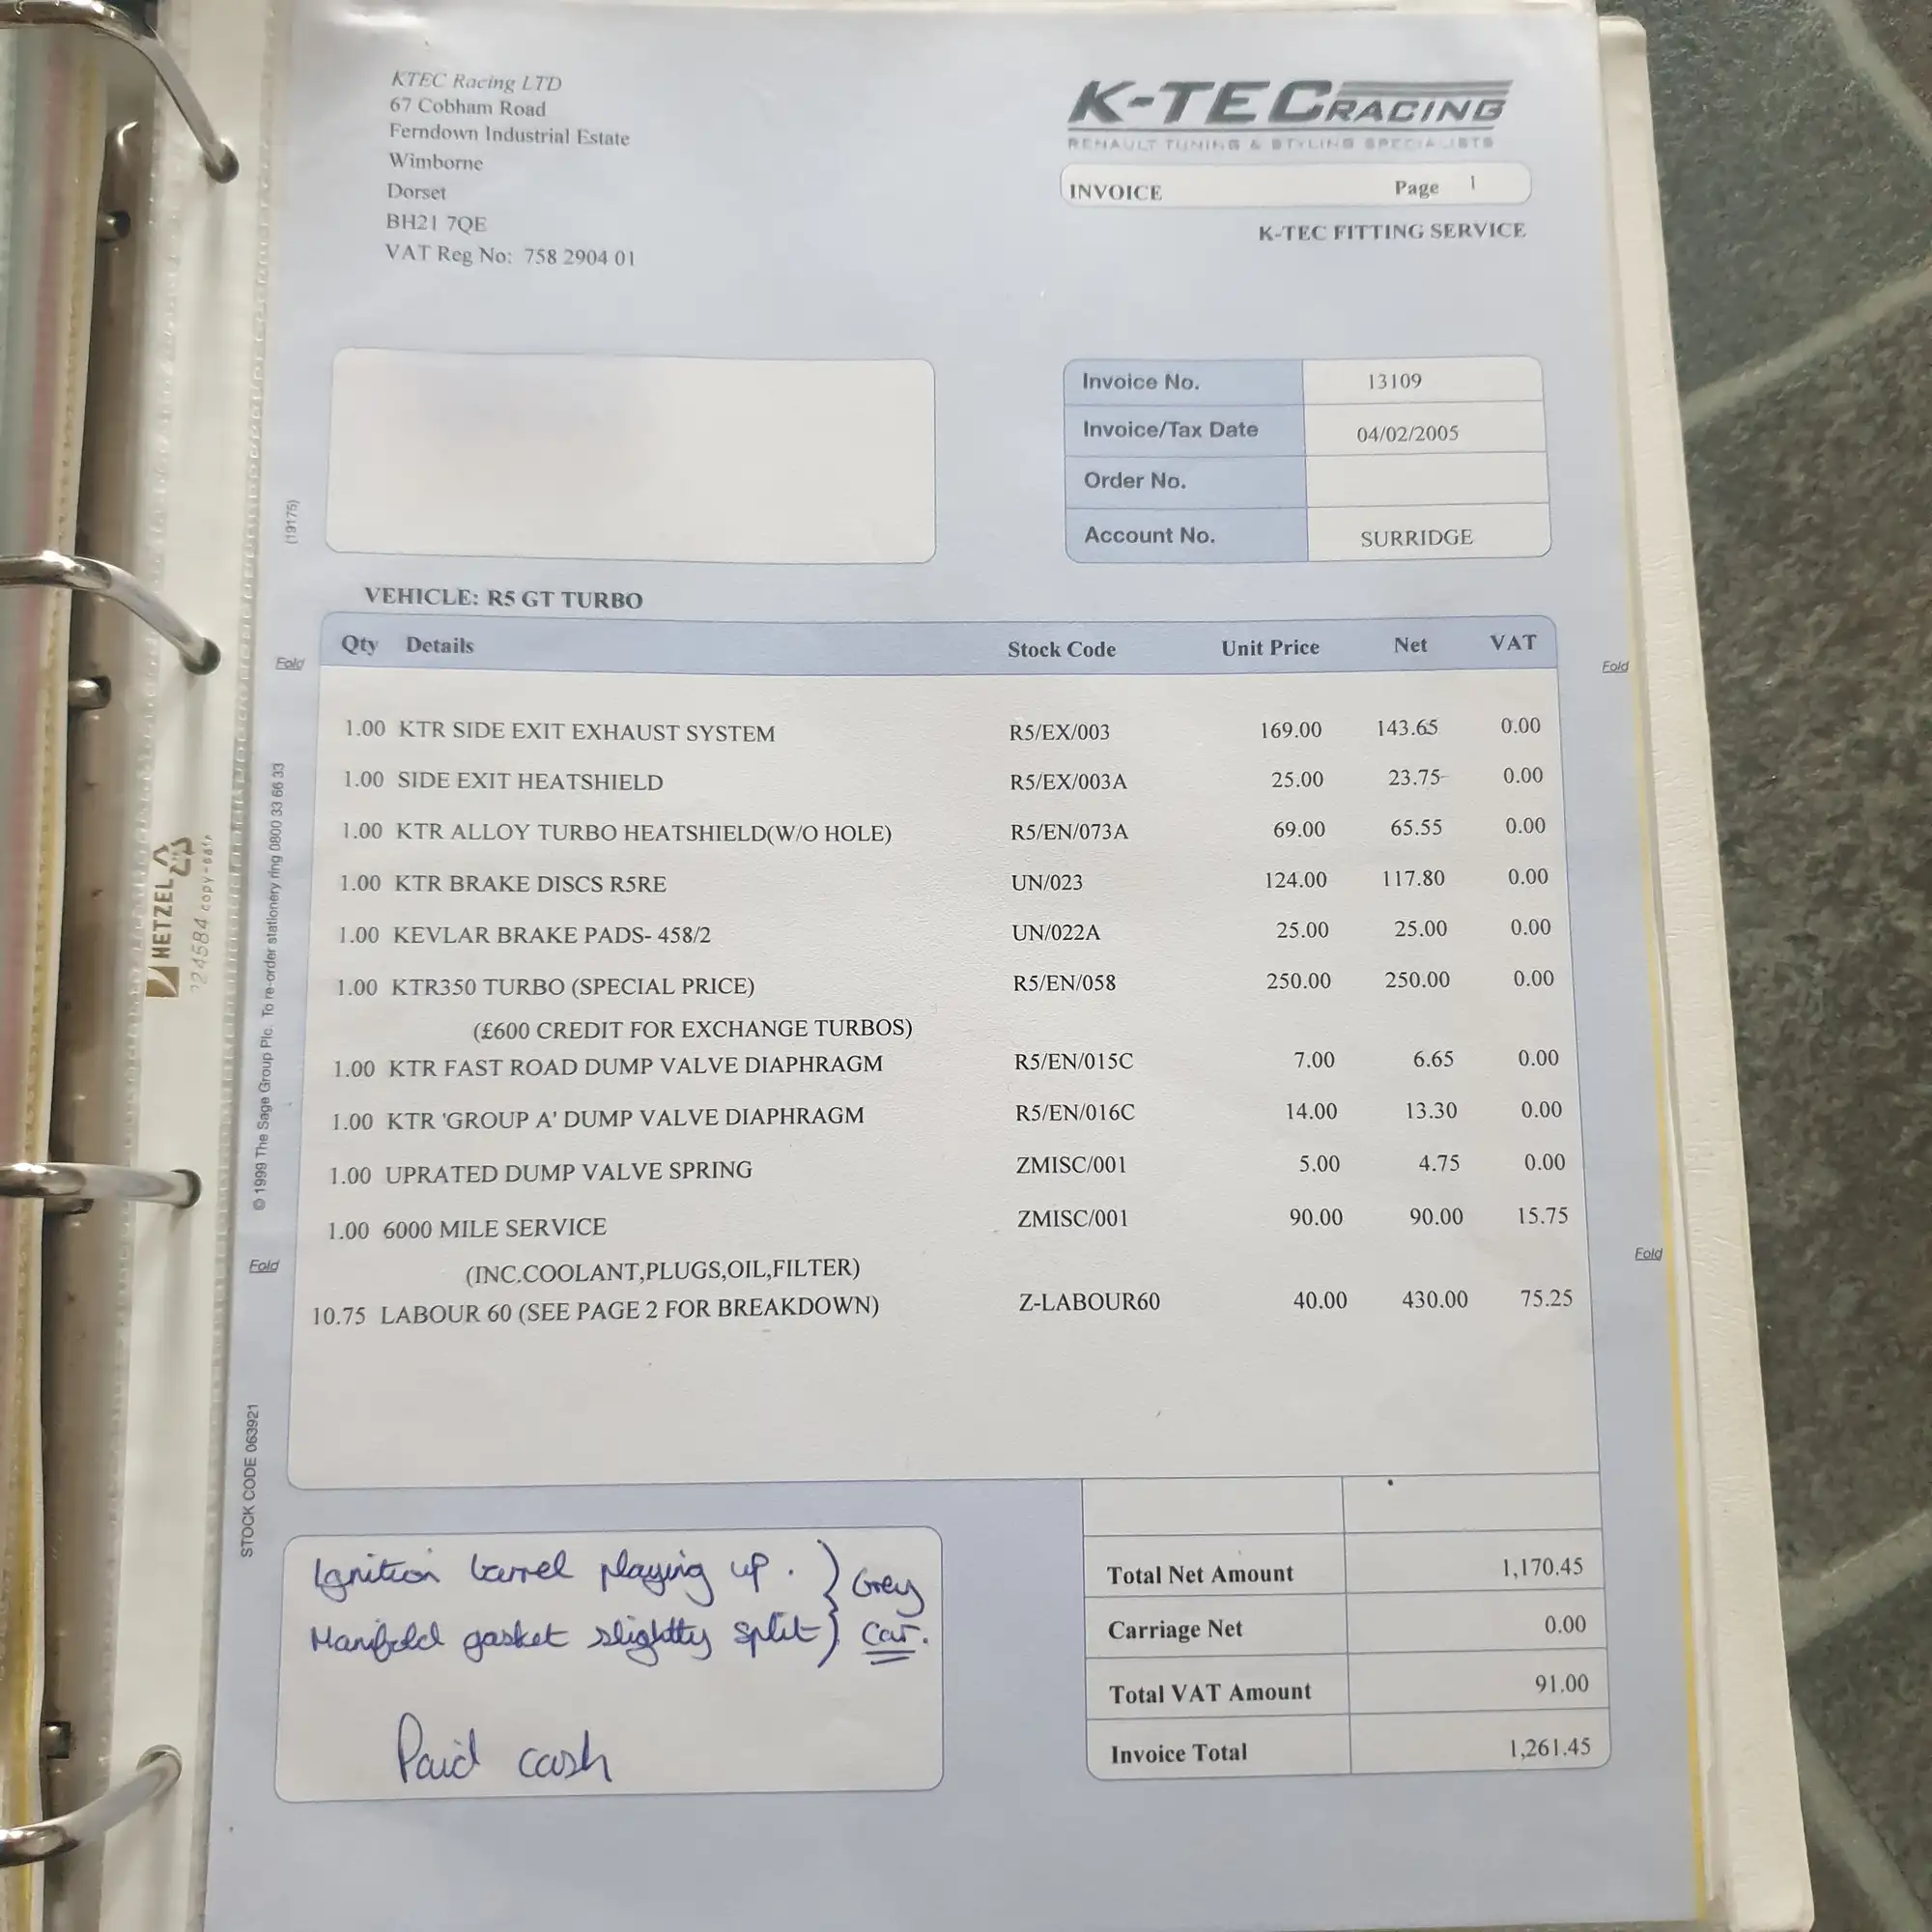 KTEC Racing LTD
67 Cobham Road
Ferndown Industrial Estate
Wimborne
Dorset
BH21 7QE
VAT Reg No: 758 2904 01
K-TEC RACING
RENAULT TUNING & STYLING SPECIALISTS
INVOICE Page 1
K-TEC FITTING SERVICE
Invoice No. 13109
Invoice/Tax Date 04/02/2005
Order No.
Account No. SURRIDGE
(19175)
VEHICLE: R5 GT TURBO
Qty Details Stock Code Unit Price Net VAT
Fold
Fold
1.00 KTR SIDE EXIT EXHAUST SYSTEM R5/EX/003 169.00 143.65 0.00
1.00 SIDE EXIT HEATSHIELD R5/EX/003A 25.00 23.75 0.00
1.00 KTR ALLOY TURBO HEATSHIELD(W/O HOLE) R5/EN/073A 69.00 65.55 0.00
1.00 KTR BRAKE DISCS R5RE UN/023 124.00 117.80 0.00
1.00 KEVLAR BRAKE PADS- 458/2 UN/022A 25.00 25.00 0.00
1.00 KTR350 TURBO (SPECIAL PRICE) R5/EN/058 250.00 250.00 0.00
(£600 CREDIT FOR EXCHANGE TURBOS)
1.00 KTR FAST ROAD DUMP VALVE DIAPHRAGM R5/EN/015C 7.00 6.65 0.00
1.00 KTR 'GROUP A' DUMP VALVE DIAPHRAGM R5/EN/016C 14.00 13.30 0.00
1.00 UPRATED DUMP VALVE SPRING ZMISC/001 5.00 4.75 0.00
1.00 6000 MILE SERVICE ZMISC/001 90.00 90.00 15.75
(INC.COOLANT,PLUGS,OIL,FILTER)
10.75 LABOUR 60 (SEE PAGE 2 FOR BREAKDOWN) Z-LABOUR60 40.00 430.00 75.25
Fold
Fold
© 1999 The Sage Group Plc. To re-order stationery ring 0800 33 66 33
STOCK CODE 063921
HETZEL
224584 copy-safe
Ignition barrel playing up. } Grey
Manifold gasket slightly split } Car.
Paid cash
Total Net Amount 1,170.45
Carriage Net 0.00
Total VAT Amount 91.00
Invoice Total 1,261.45